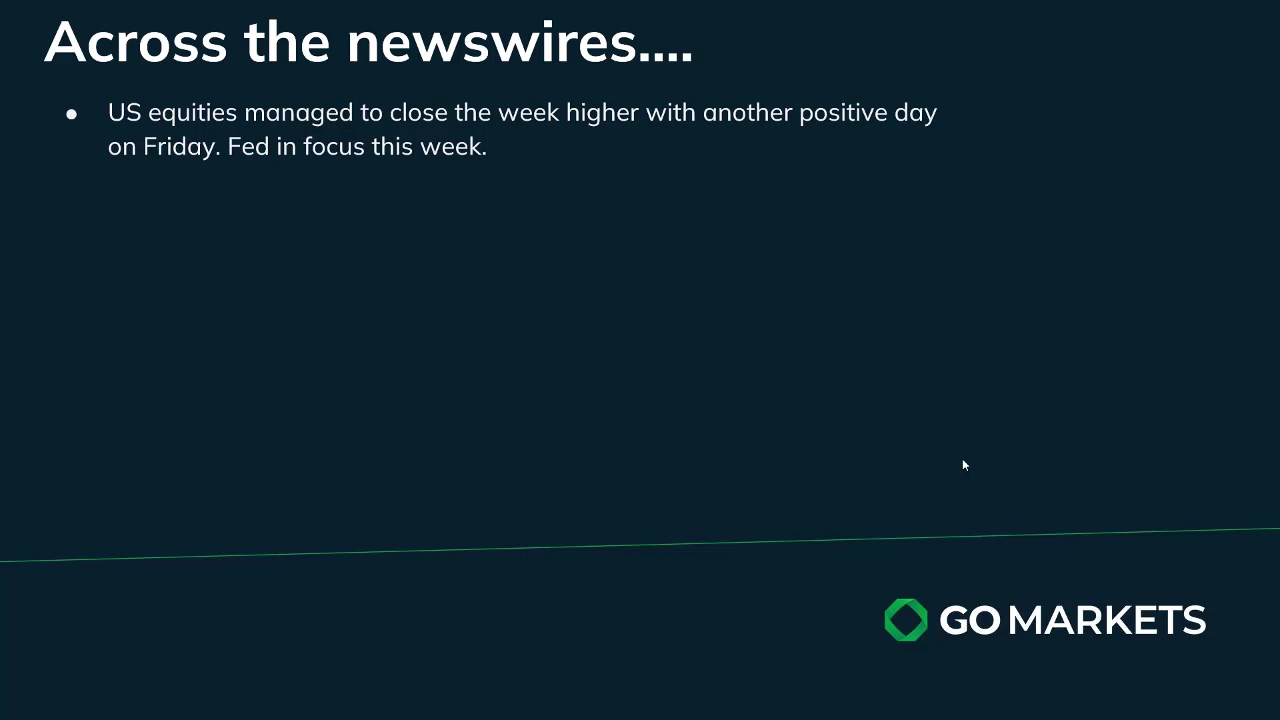 Across the newswires....
● US equities managed to close the week higher with another positive day
on Friday. Fed in focus this week.
GO MARKETS